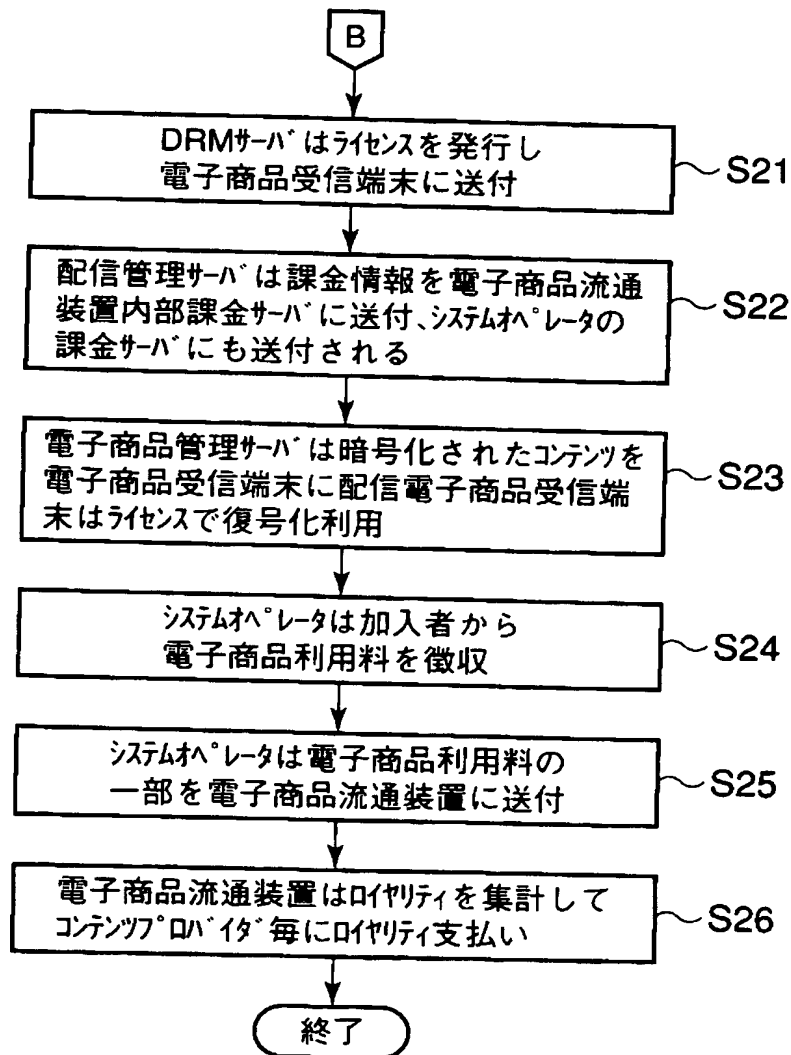 B
DRMサーバはライセンスを発行し
電子商品受信端末に送付
S21
配信管理サーバは課金情報を電子商品流通
装置内部課金サーバに送付、システムオペレータの
課金サーバにも送付される
S22
電子商品管理サーバは暗号化されたコンテンツを
電子商品受信端末に配信電子商品受信端
末はライセンスで復号化利用
S23
システムオペレータは加入者から
電子商品利用料を徴収
S24
システムオペレータは電子商品利用料の
一部を電子商品流通装置に送付
S25
電子商品流通装置はロイヤリティを集計して
コンテンツプロバイダ毎にロイヤリティ支払い
S26
終了